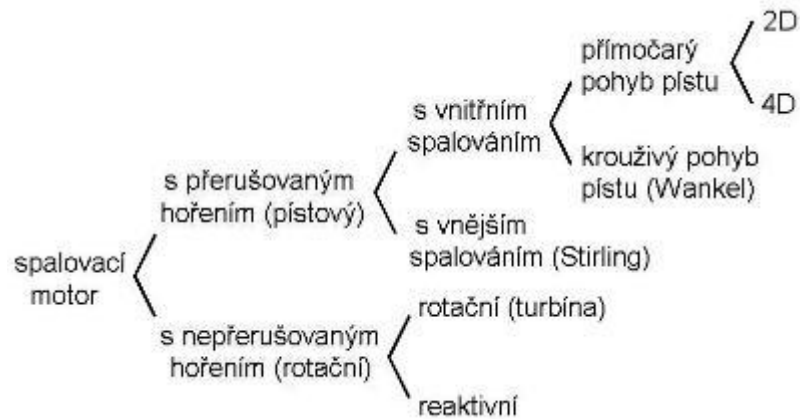 spalovací
motor
s přerušovaným
hořením (pístový)
s vnitřním
spalováním
přímočarý
pohyb pístu
2D
4D
krouživý pohyb
pístu (Wankel)
s vnějším
spalováním (Stirling)
s nepřerušovaným
hořením (rotační)
rotační (turbína)
reaktivní